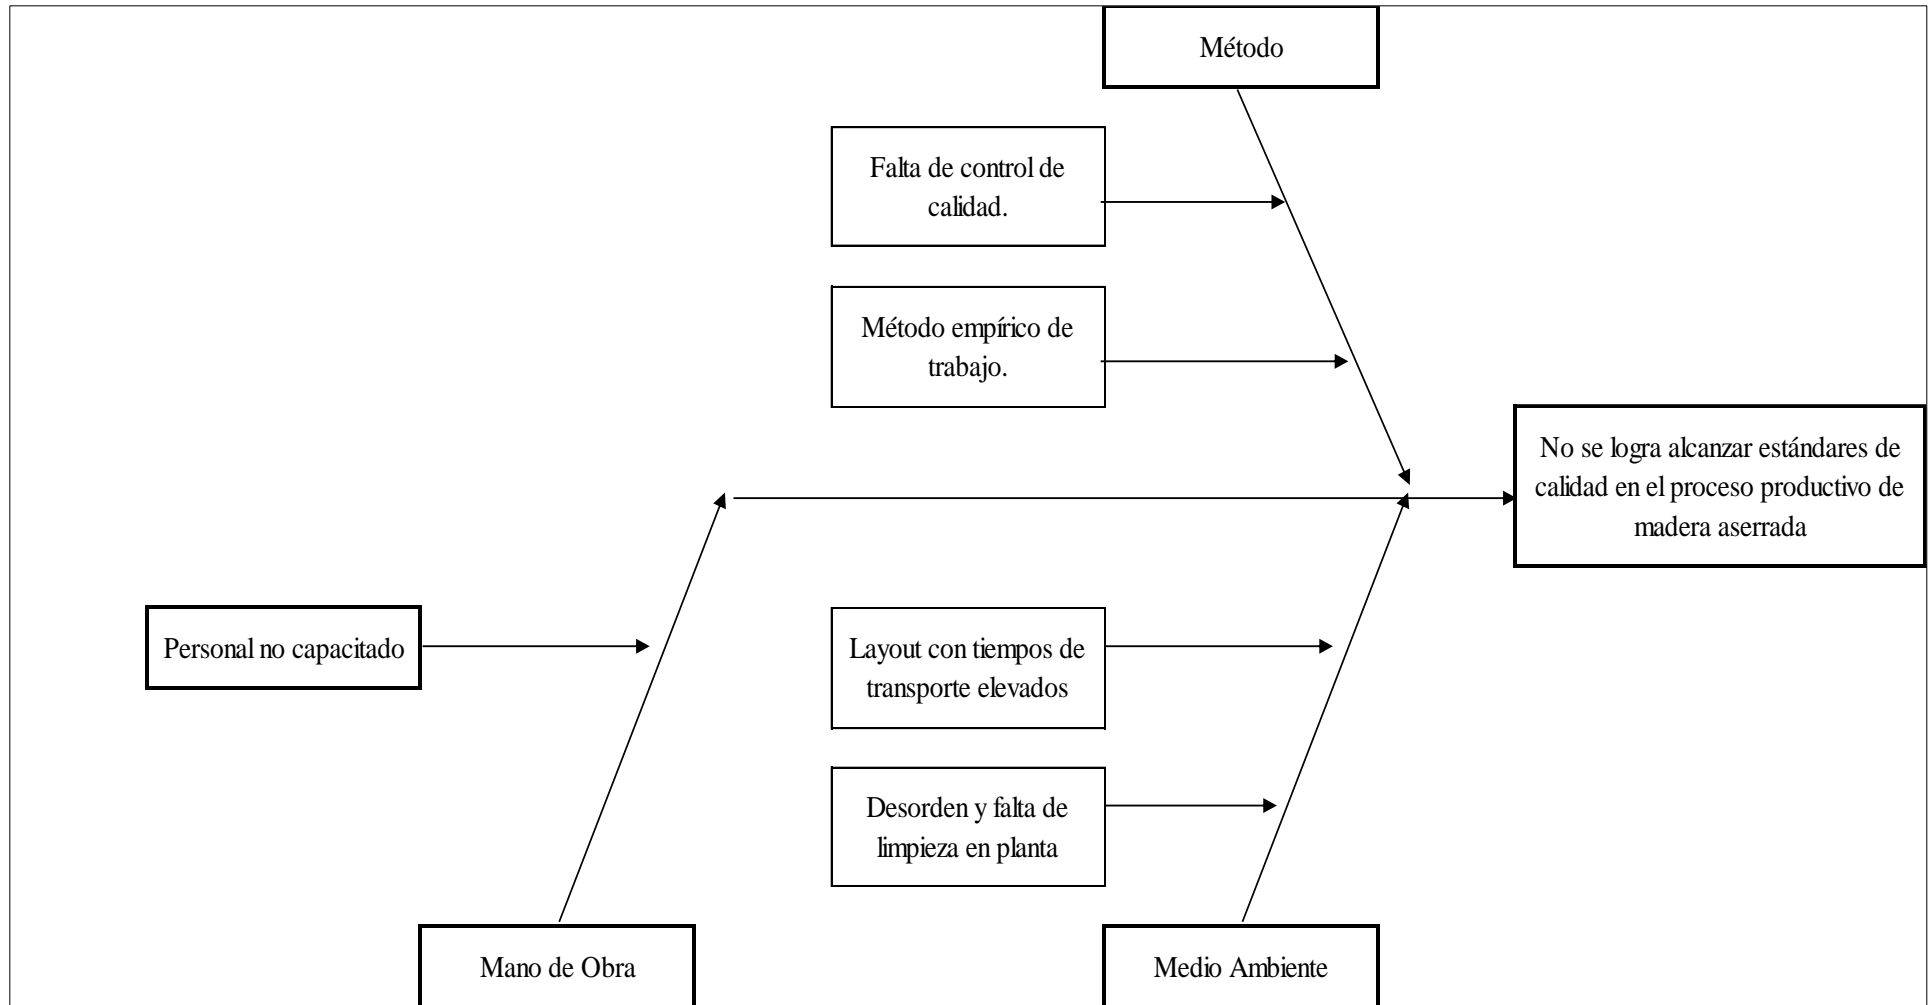 Método
Falta de control de
calidad.
Método empírico de
trabajo.
No se logra alcanzar estándares de
calidad en el proceso productivo de
madera aserrada
Personal no capacitado
Layout con tiempos de
transporte elevados
Desorden y falta de
limpieza en planta
Mano de Obra
Medio Ambiente